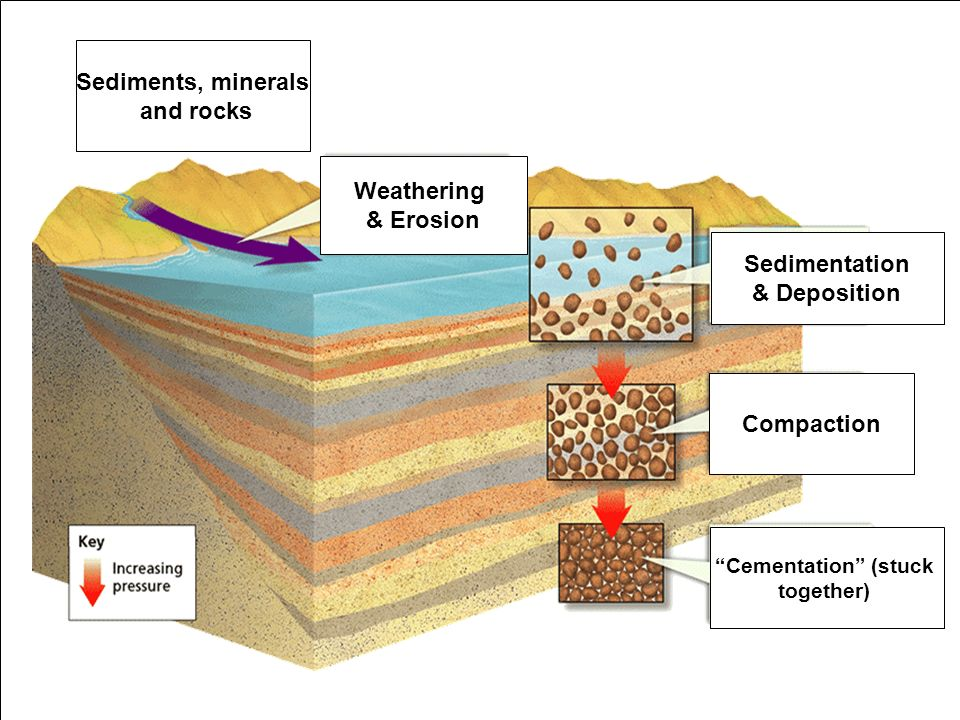 Sediments, minerals
and rocks
Weathering
& Erosion
Sedimentation
& Deposition
Compaction
“Cementation” (stuck
together)
Key
Increasing
pressure